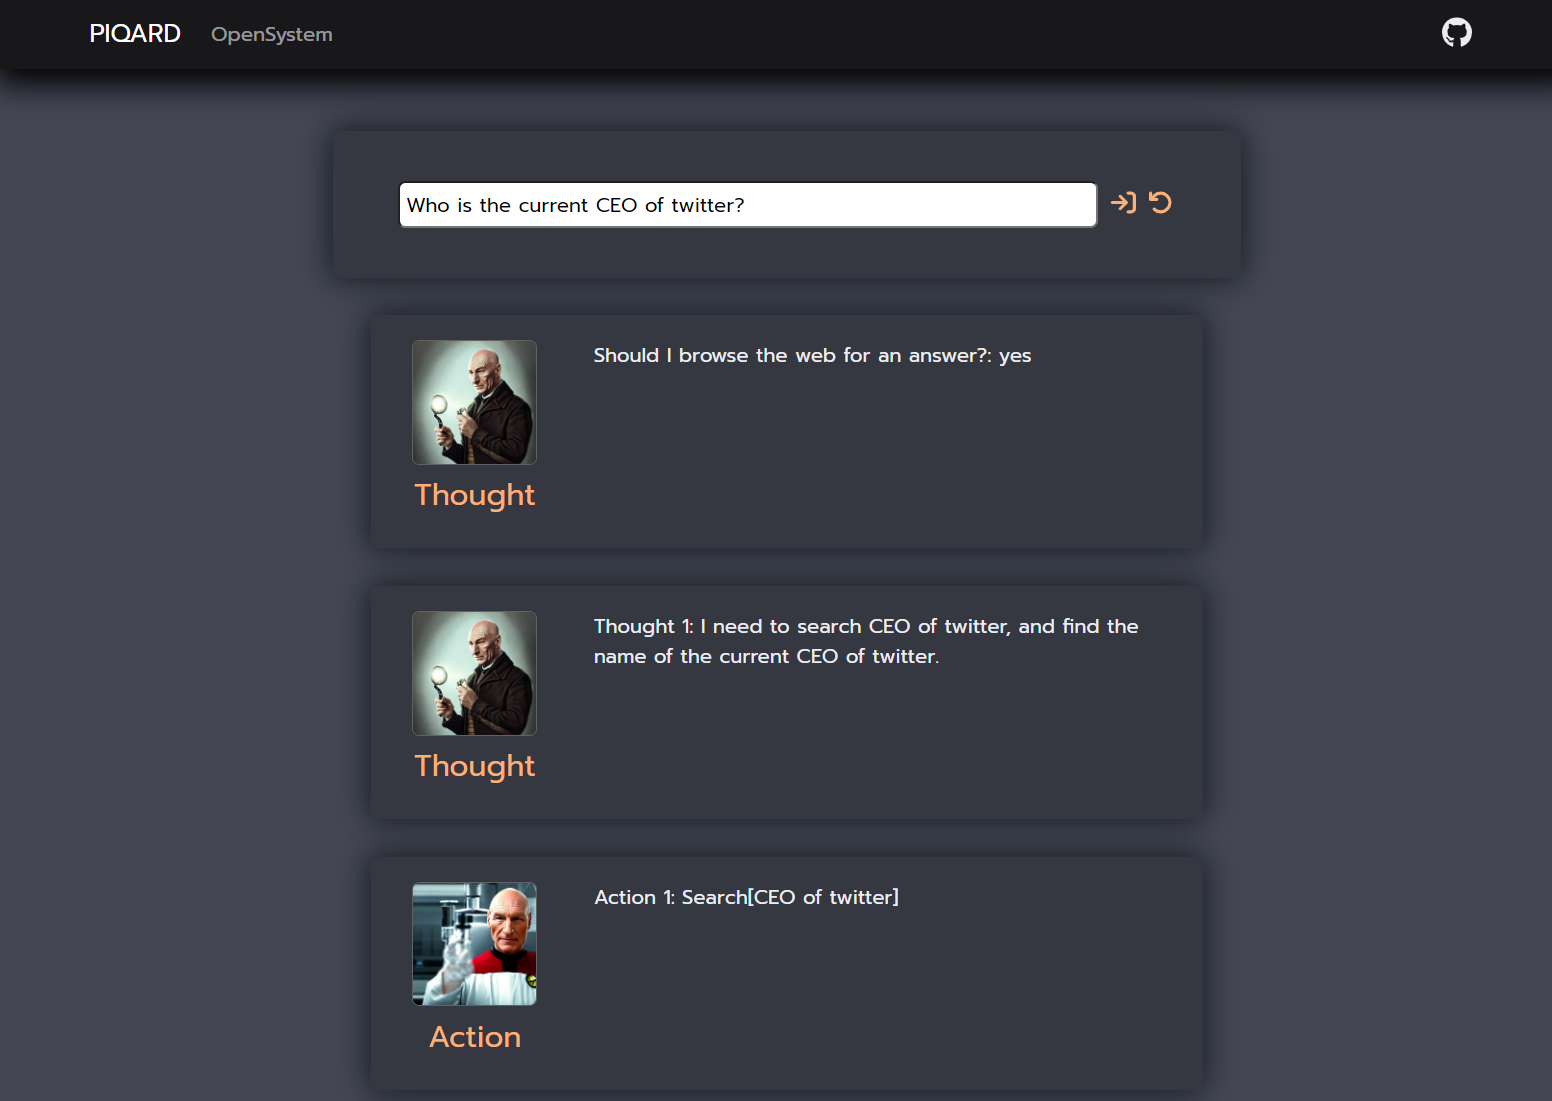 PIQARD OpenSystem
Who is the current CEO of twitter?
Should I browse the web for an answer?: yes
Thought
Thought 1: I need to search CEO of twitter, and find the
name of the current CEO of twitter.
Thought
Action 1: Search[CEO of twitter]
Action